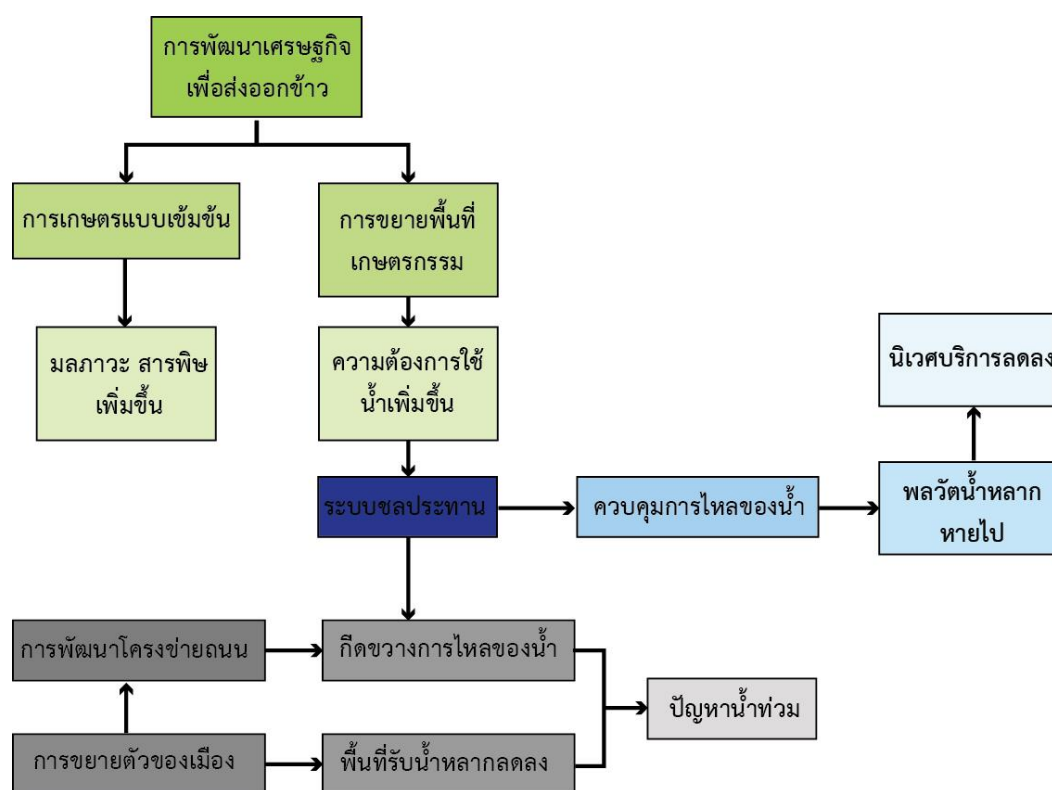 การพัฒนาเศรษฐกิจ
เพื่อส่งออกข้าว
การเกษตรแบบเข้มข้น
การขยายพื้นที่
เกษตรกรรม
มลภาวะ สารพิษ
เพิ่มขึ้น
ความต้องการใช้
น้ำเพิ่มขึ้น
นิเวศบริการลดลง
ระบบชลประทาน
ควบคุมการไหลของน้ำ
พลวัตน้ำหลาก
หายไป
การพัฒนาโครงข่ายถนน
กีดขวางการไหลของน้ำ
ปัญหาน้ำท่วม
การขยายตัวของเมือง
พื้นที่รับน้ำหลากลดลง